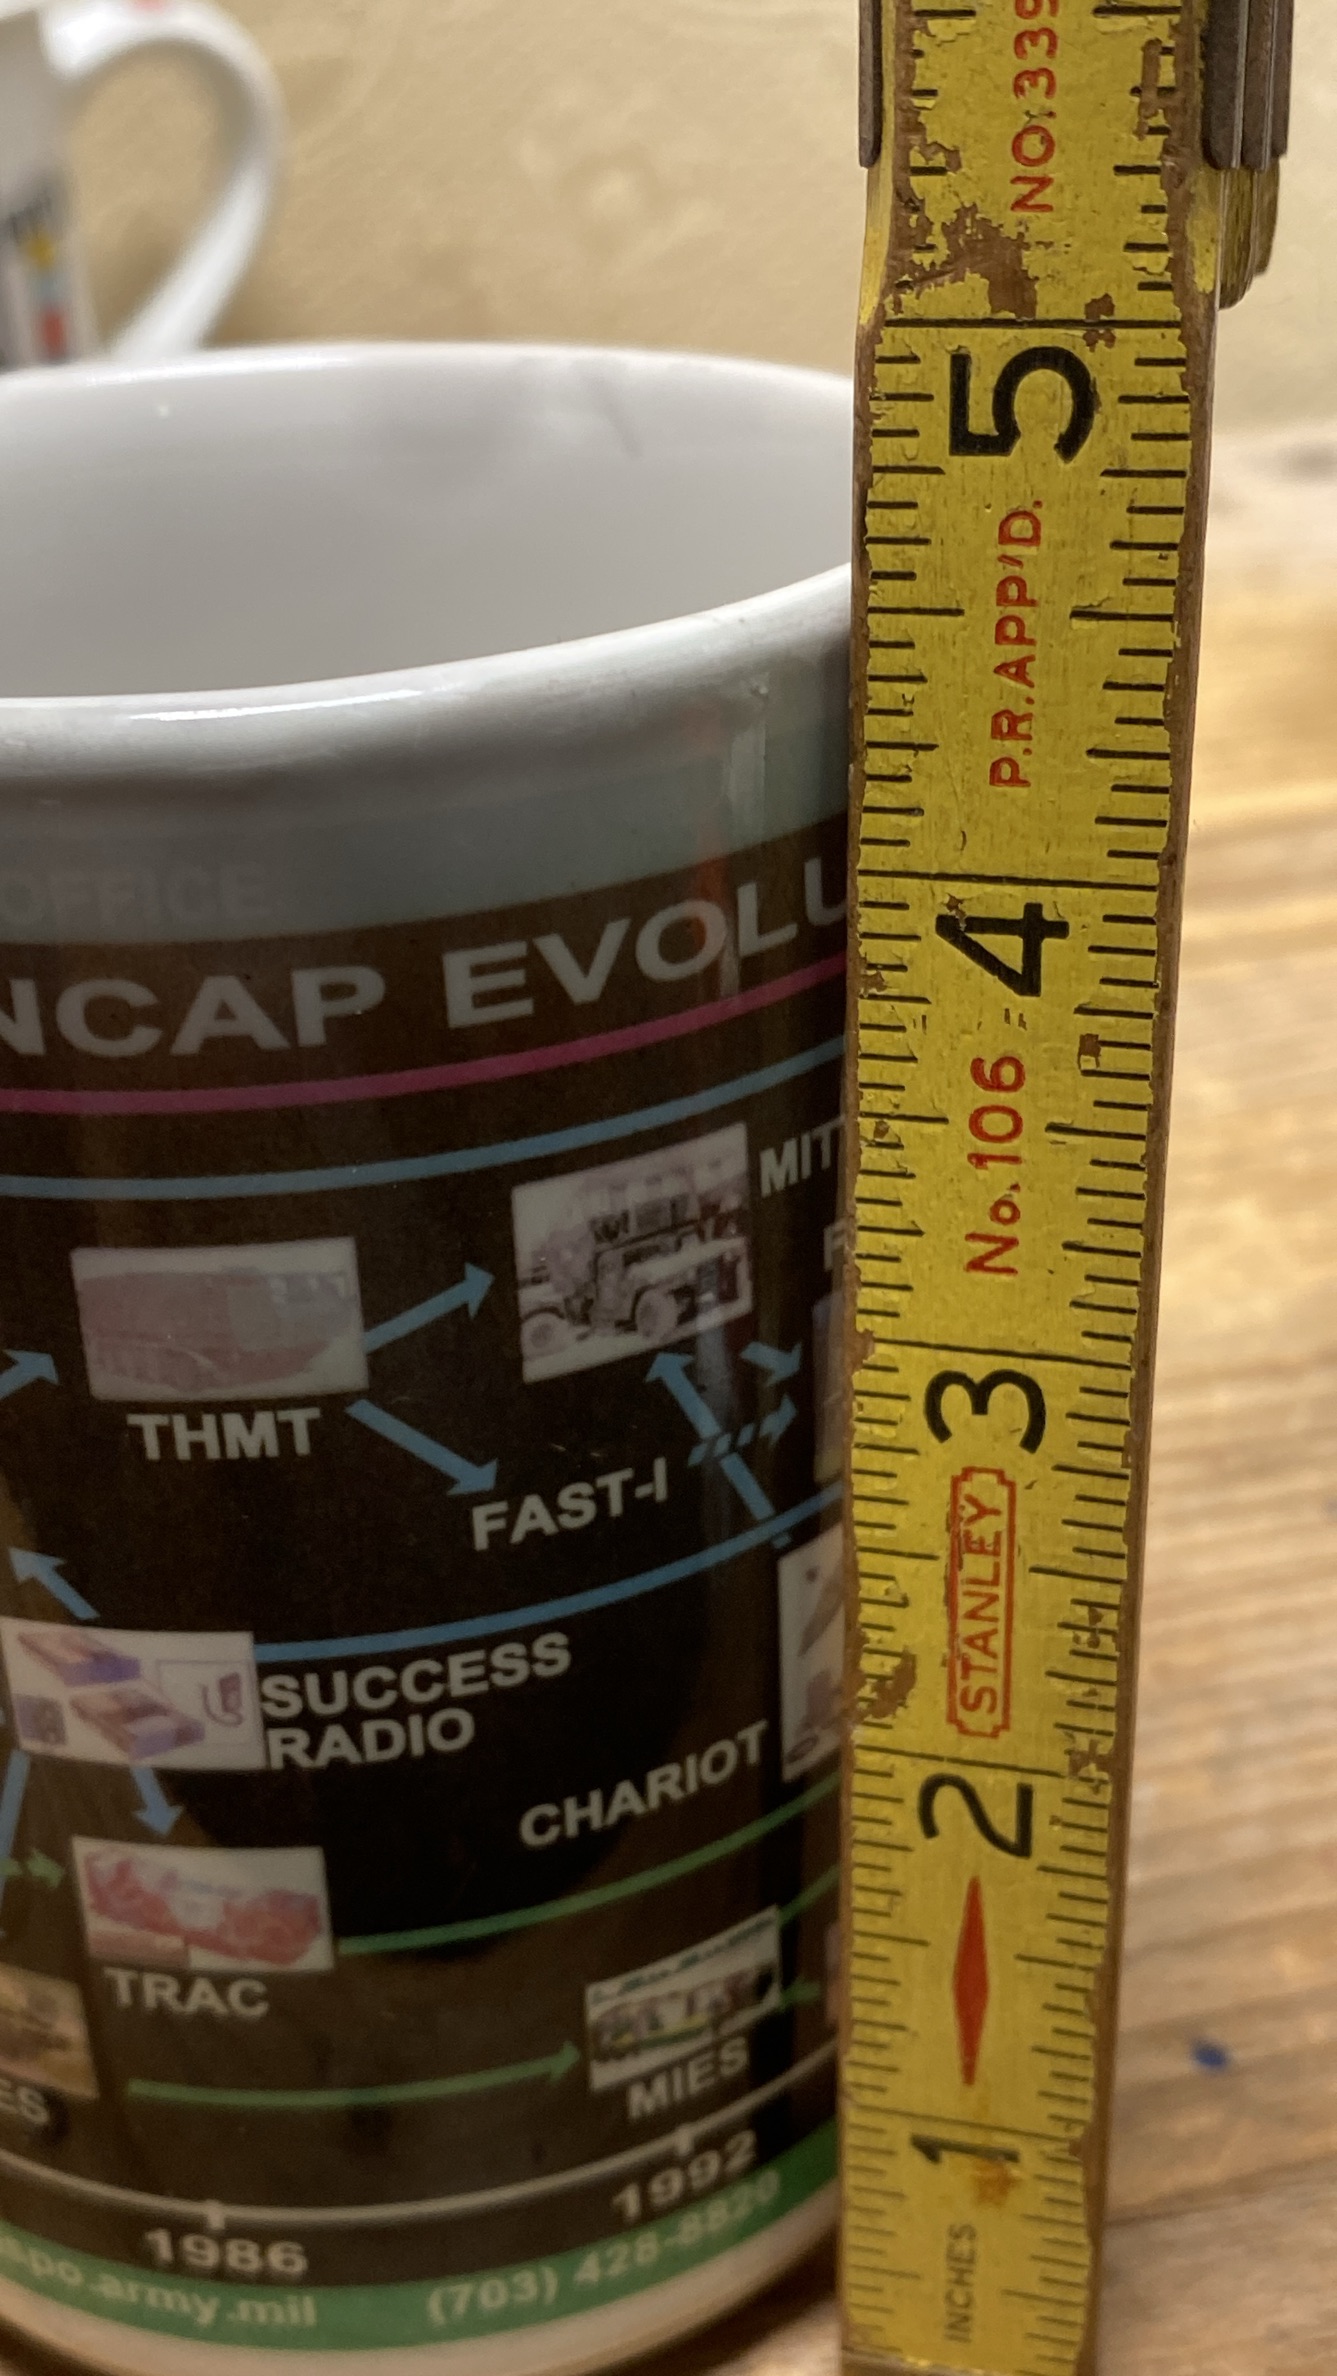 OFFICE
NCAP EVOLU
MIT
THMT
FAST-I
SUCCESS
RADIO
CHARIOT
TRAC
MIES
ES
1986
1992
spo.army.mil
(703) 428-8820
NO:339
5
P.R.APP'D.
4
No.106
3
STANLEY
2
1
INCHES